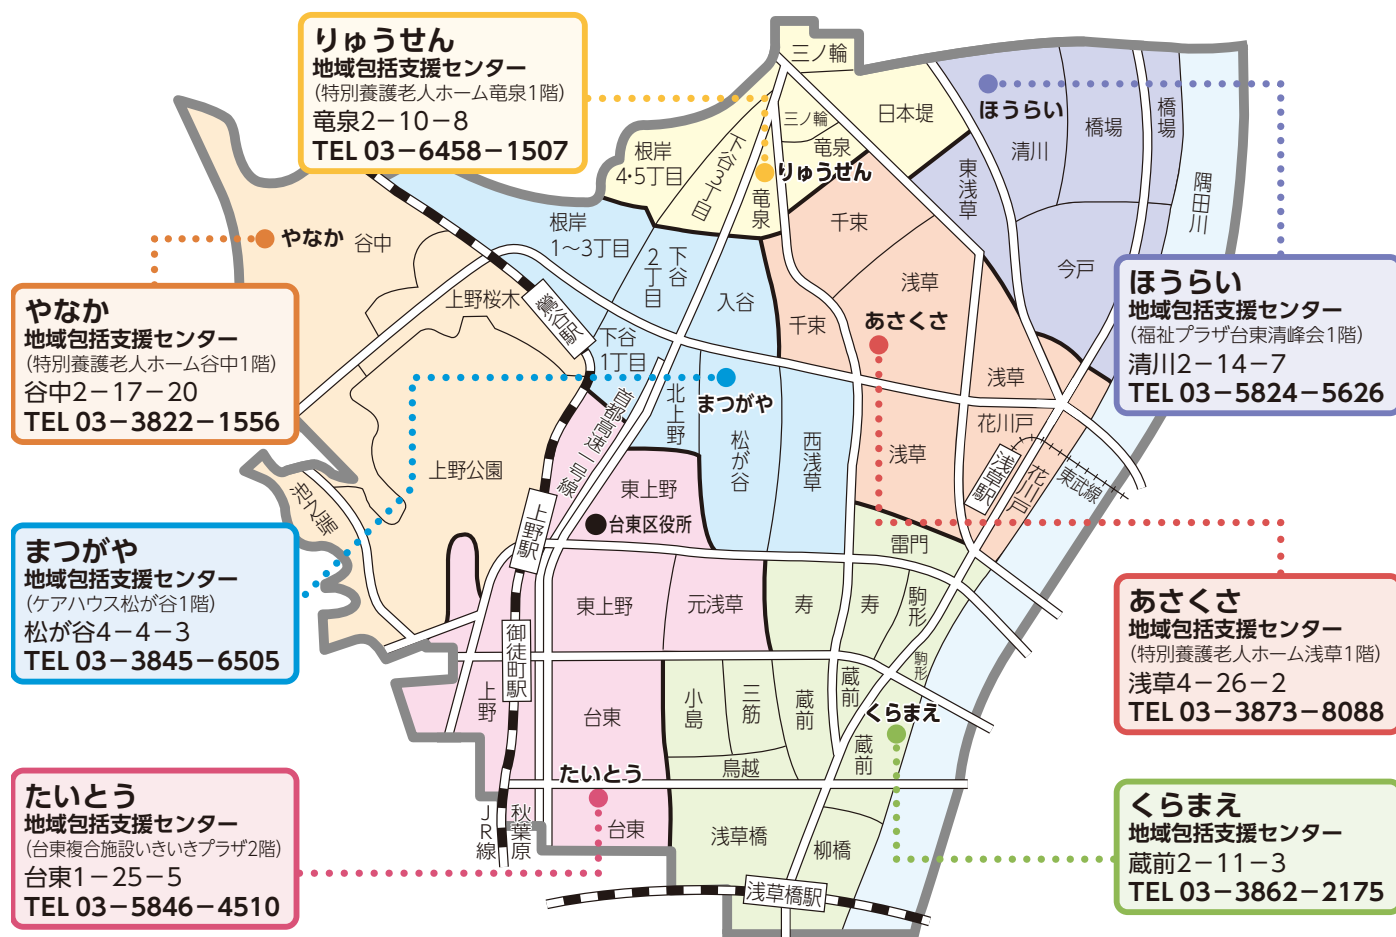 りゅうせん
地域包括支援センター
(特別養護老人ホーム竜泉1階)
竜泉2−10−8
TEL 03−6458−1507
やなか
地域包括支援センター
(特別養護老人ホーム谷中1階)
谷中2−17−20
TEL 03−3822−1556
まつがや
地域包括支援センター
(ケアハウス松が谷1階)
松が谷4−4−3
TEL 03−3845−6505
たいとう
地域包括支援センター
(台東複合施設いきいきプラザ2階)
台東1−25−5
TEL 03−5846−4510
ほうらい
地域包括支援センター
(福祉プラザ台東清峰会1階)
清川2−14−7
TEL 03−5824−5626
あさくさ
地域包括支援センター
(特別養護老人ホーム浅草1階)
浅草4−26−2
TEL 03−3873−8088
くらまえ
地域包括支援センター
蔵前2−11−3
TEL 03−3862−2175
三ノ輪
三ノ輪
日本堤
竜泉
りゅうせん
竜泉
下谷3丁目
根岸
4・5丁目
ほうらい
清川
橋場
橋場
東浅草
今戸
隅田川
千束
浅草
千束
あさくさ
浅草
浅草
花川戸
花川戸
浅草駅
東武線
やなか
谷中
上野桜木
上野公園
池之端
根岸
1〜3丁目
下谷
2丁目
入谷
鶯谷駅
下谷
1丁目
北上野
まつがや
松が谷
西浅草
首都高速一号線
東上野
台東区役所
上野駅
東上野
元浅草
御徒町駅
上野
台東
たいとう
台東
秋葉原
JR線
雷門
寿
寿
駒形
駒形
蔵前
蔵前
くらまえ
蔵前
小島
三筋
鳥越
浅草橋
柳橋
浅草橋駅